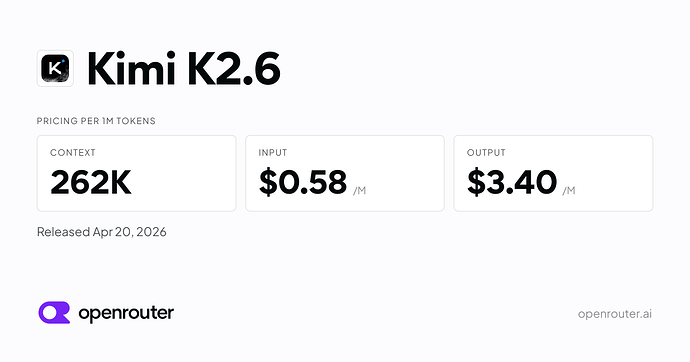 Kimi K2.6
PRICING PER 1M TOKENS
CONTEXT
262K
INPUT
$0.58 /M
OUTPUT
$3.40 /M
Released Apr 20, 2026
openrouter
openrouter.ai